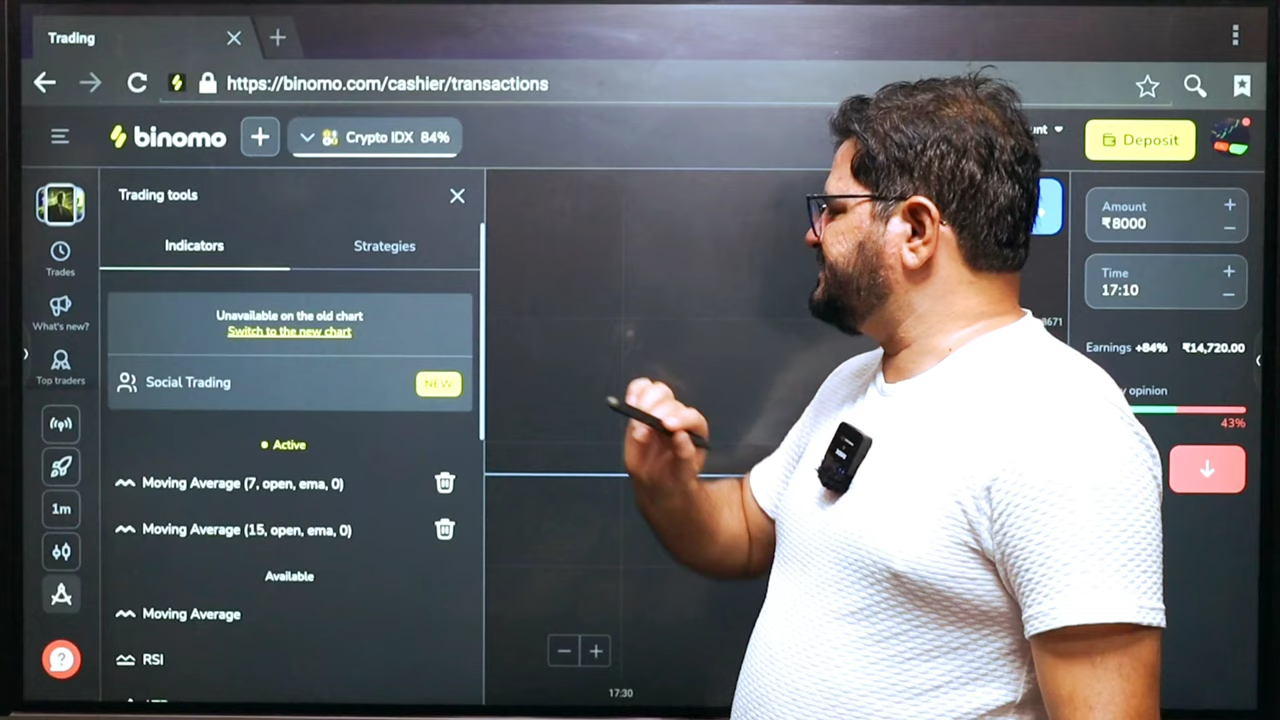 Trading
https://binomo.com/cashier/transactions
binomo
Crypto IDX 84%
Deposit
Trading tools
Indicators
Strategies
Unavailable on the old chart
Switch to the new chart
Social Trading
NEW
Active
Moving Average (7, open, ema, 0)
Moving Average (15, open, ema, 0)
Available
Moving Average
RSI
Trades
What's new?
Top traders
1m
17:30
Amount
₹8000
Time
17:10
Earnings +84% ₹14,720.00
opinion
43%